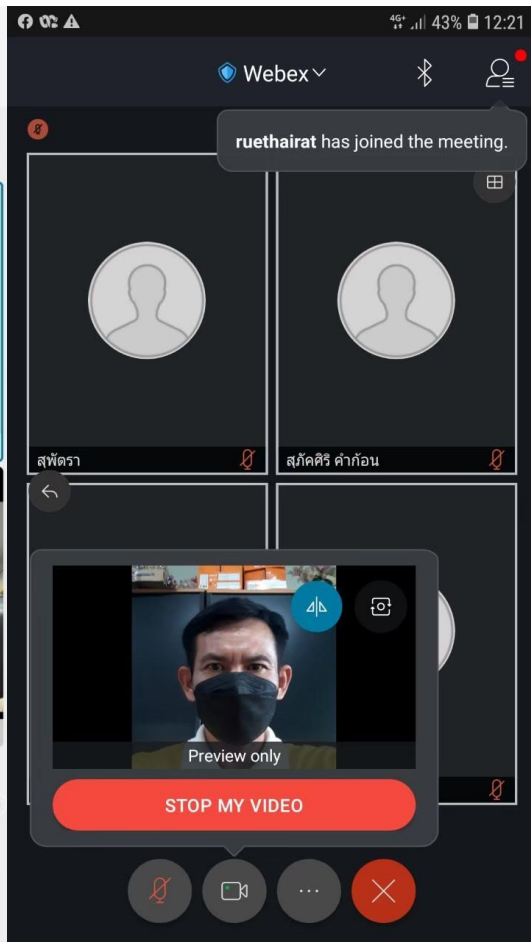 4G+ 43% 12:21
Webex
ruethairat has joined the meeting.
สุพัตรา
สุภัคศิริ คำก้อน
Preview only
STOP MY VIDEO